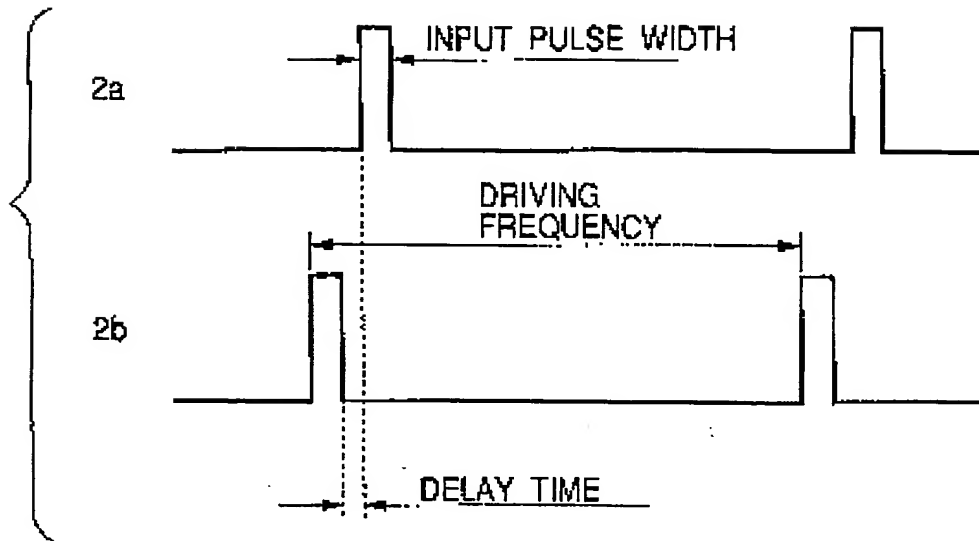 INPUT PULSE WIDTH
2a
DRIVING
FREQUENCY
2b
DELAY TIME